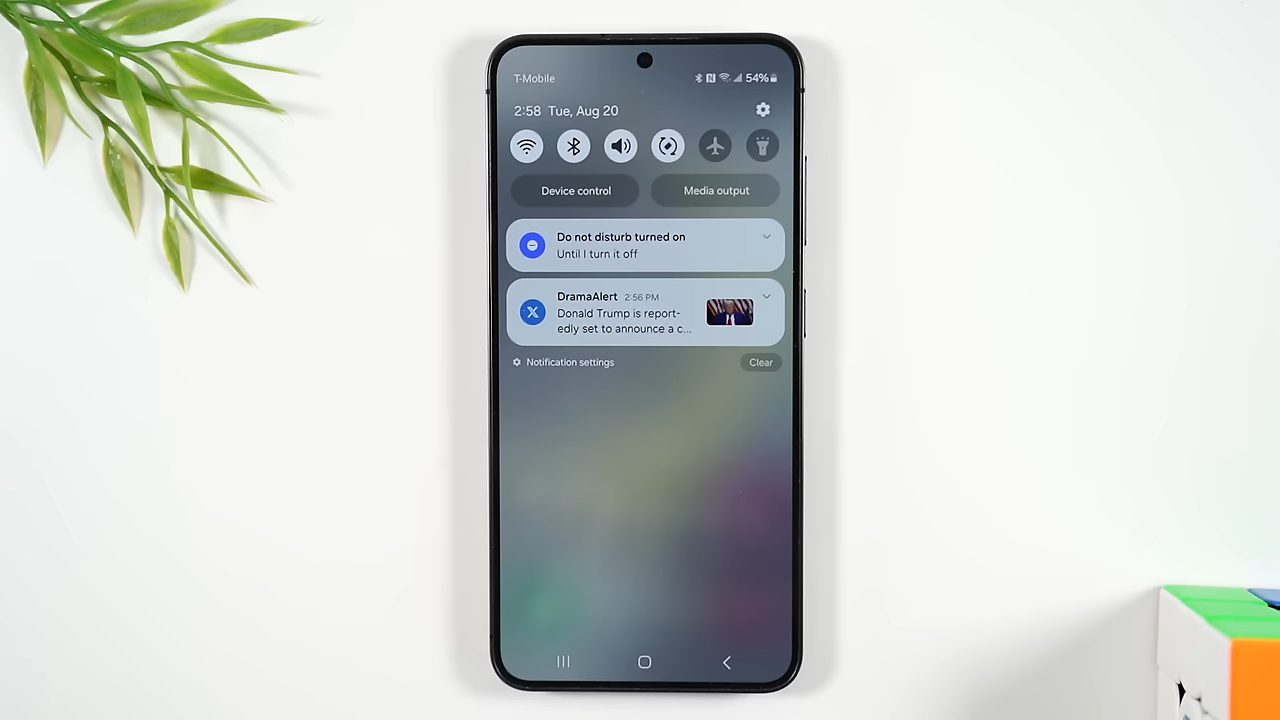 T-Mobile
54%
2:58 Tue, Aug 20
Device control
Media output
Do not disturb turned on
Until I turn it off
DramaAlert 2:56 PM
Donald Trump is report-
edly set to announce a c...
Notification settings
Clear